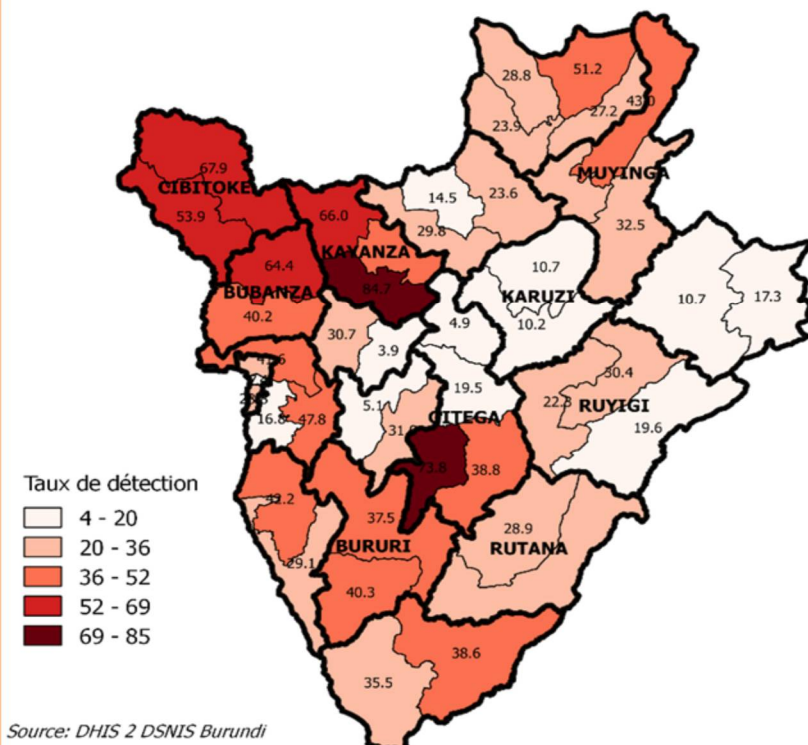 28.8
51.2
43.0
27.2
23.9
67.9
MUYINGA
CIBITOKE
14.5
23.6
53.9
66.0
29.8
32.5
KAYANZA
64.4
10.7
84.7
BUBANZA
KARUZI
10.7
17.3
40.2
4.9
10.2
30.7
3.9
19.5
30.4
5.1
22.3
RUYIGI
16.8
47.8
GITEGA
19.6
73.8
38.8
42.2
37.5
28.9
BURURI
RUTANA
29.1
40.3
38.6
35.5
Taux de détection
4 - 20
20 - 36
36 - 52
52 - 69
69 - 85
Source: DHIS 2 DSNIS Burundi